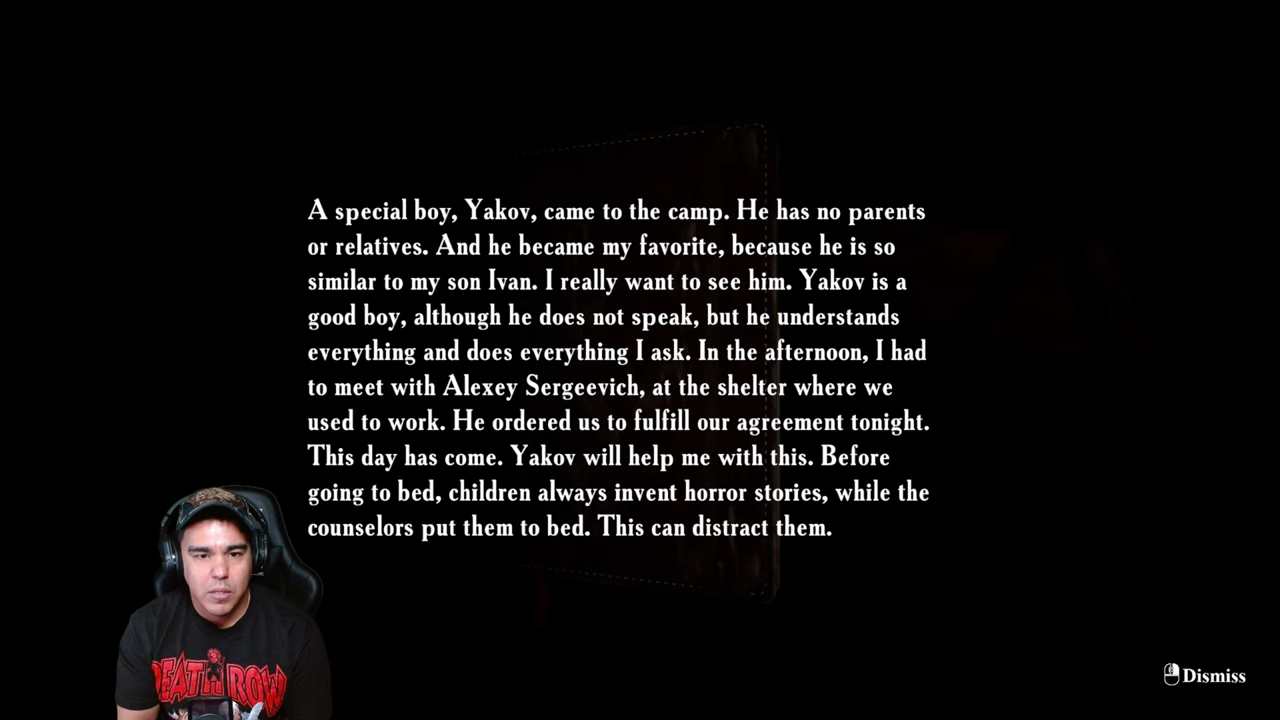 A special boy, Yakov, came to the camp. He has no parents
or relatives. And he became my favorite, because he is so
similar to my son Ivan. I really want to see him. Yakov is a
good boy, although he does not speak, but he understands
everything and does everything I ask. In the afternoon, I had
to meet with Alexey Sergeevich, at the shelter where we
used to work. He ordered us to fulfill our agreement tonight.
This day has come. Yakov will help me with this. Before
going to bed, children always invent horror stories, while the
counselors put them to bed. This can distract them.
DEATH ROW
Dismiss